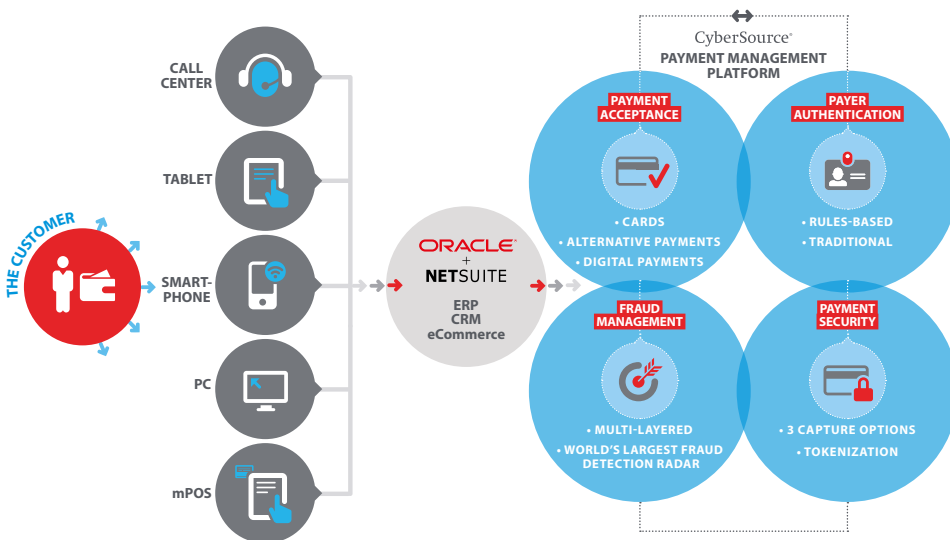 THE CUSTOMER
CALL
CENTER
TABLET
SMART-
PHONE
PC
mPOS
ORACLE®
+
NETSUITE
ERP
CRM
eCommerce
CyberSource®
PAYMENT MANAGEMENT
PLATFORM
PAYMENT
ACCEPTANCE
• CARDS
• ALTERNATIVE PAYMENTS
• DIGITAL PAYMENTS
PAYER
AUTHENTICATION
• RULES-BASED
• TRADITIONAL
FRAUD
MANAGEMENT
• MULTI-LAYERED
• WORLD'S LARGEST FRAUD
DETECTION RADAR
PAYMENT
SECURITY
• 3 CAPTURE OPTIONS
• TOKENIZATION